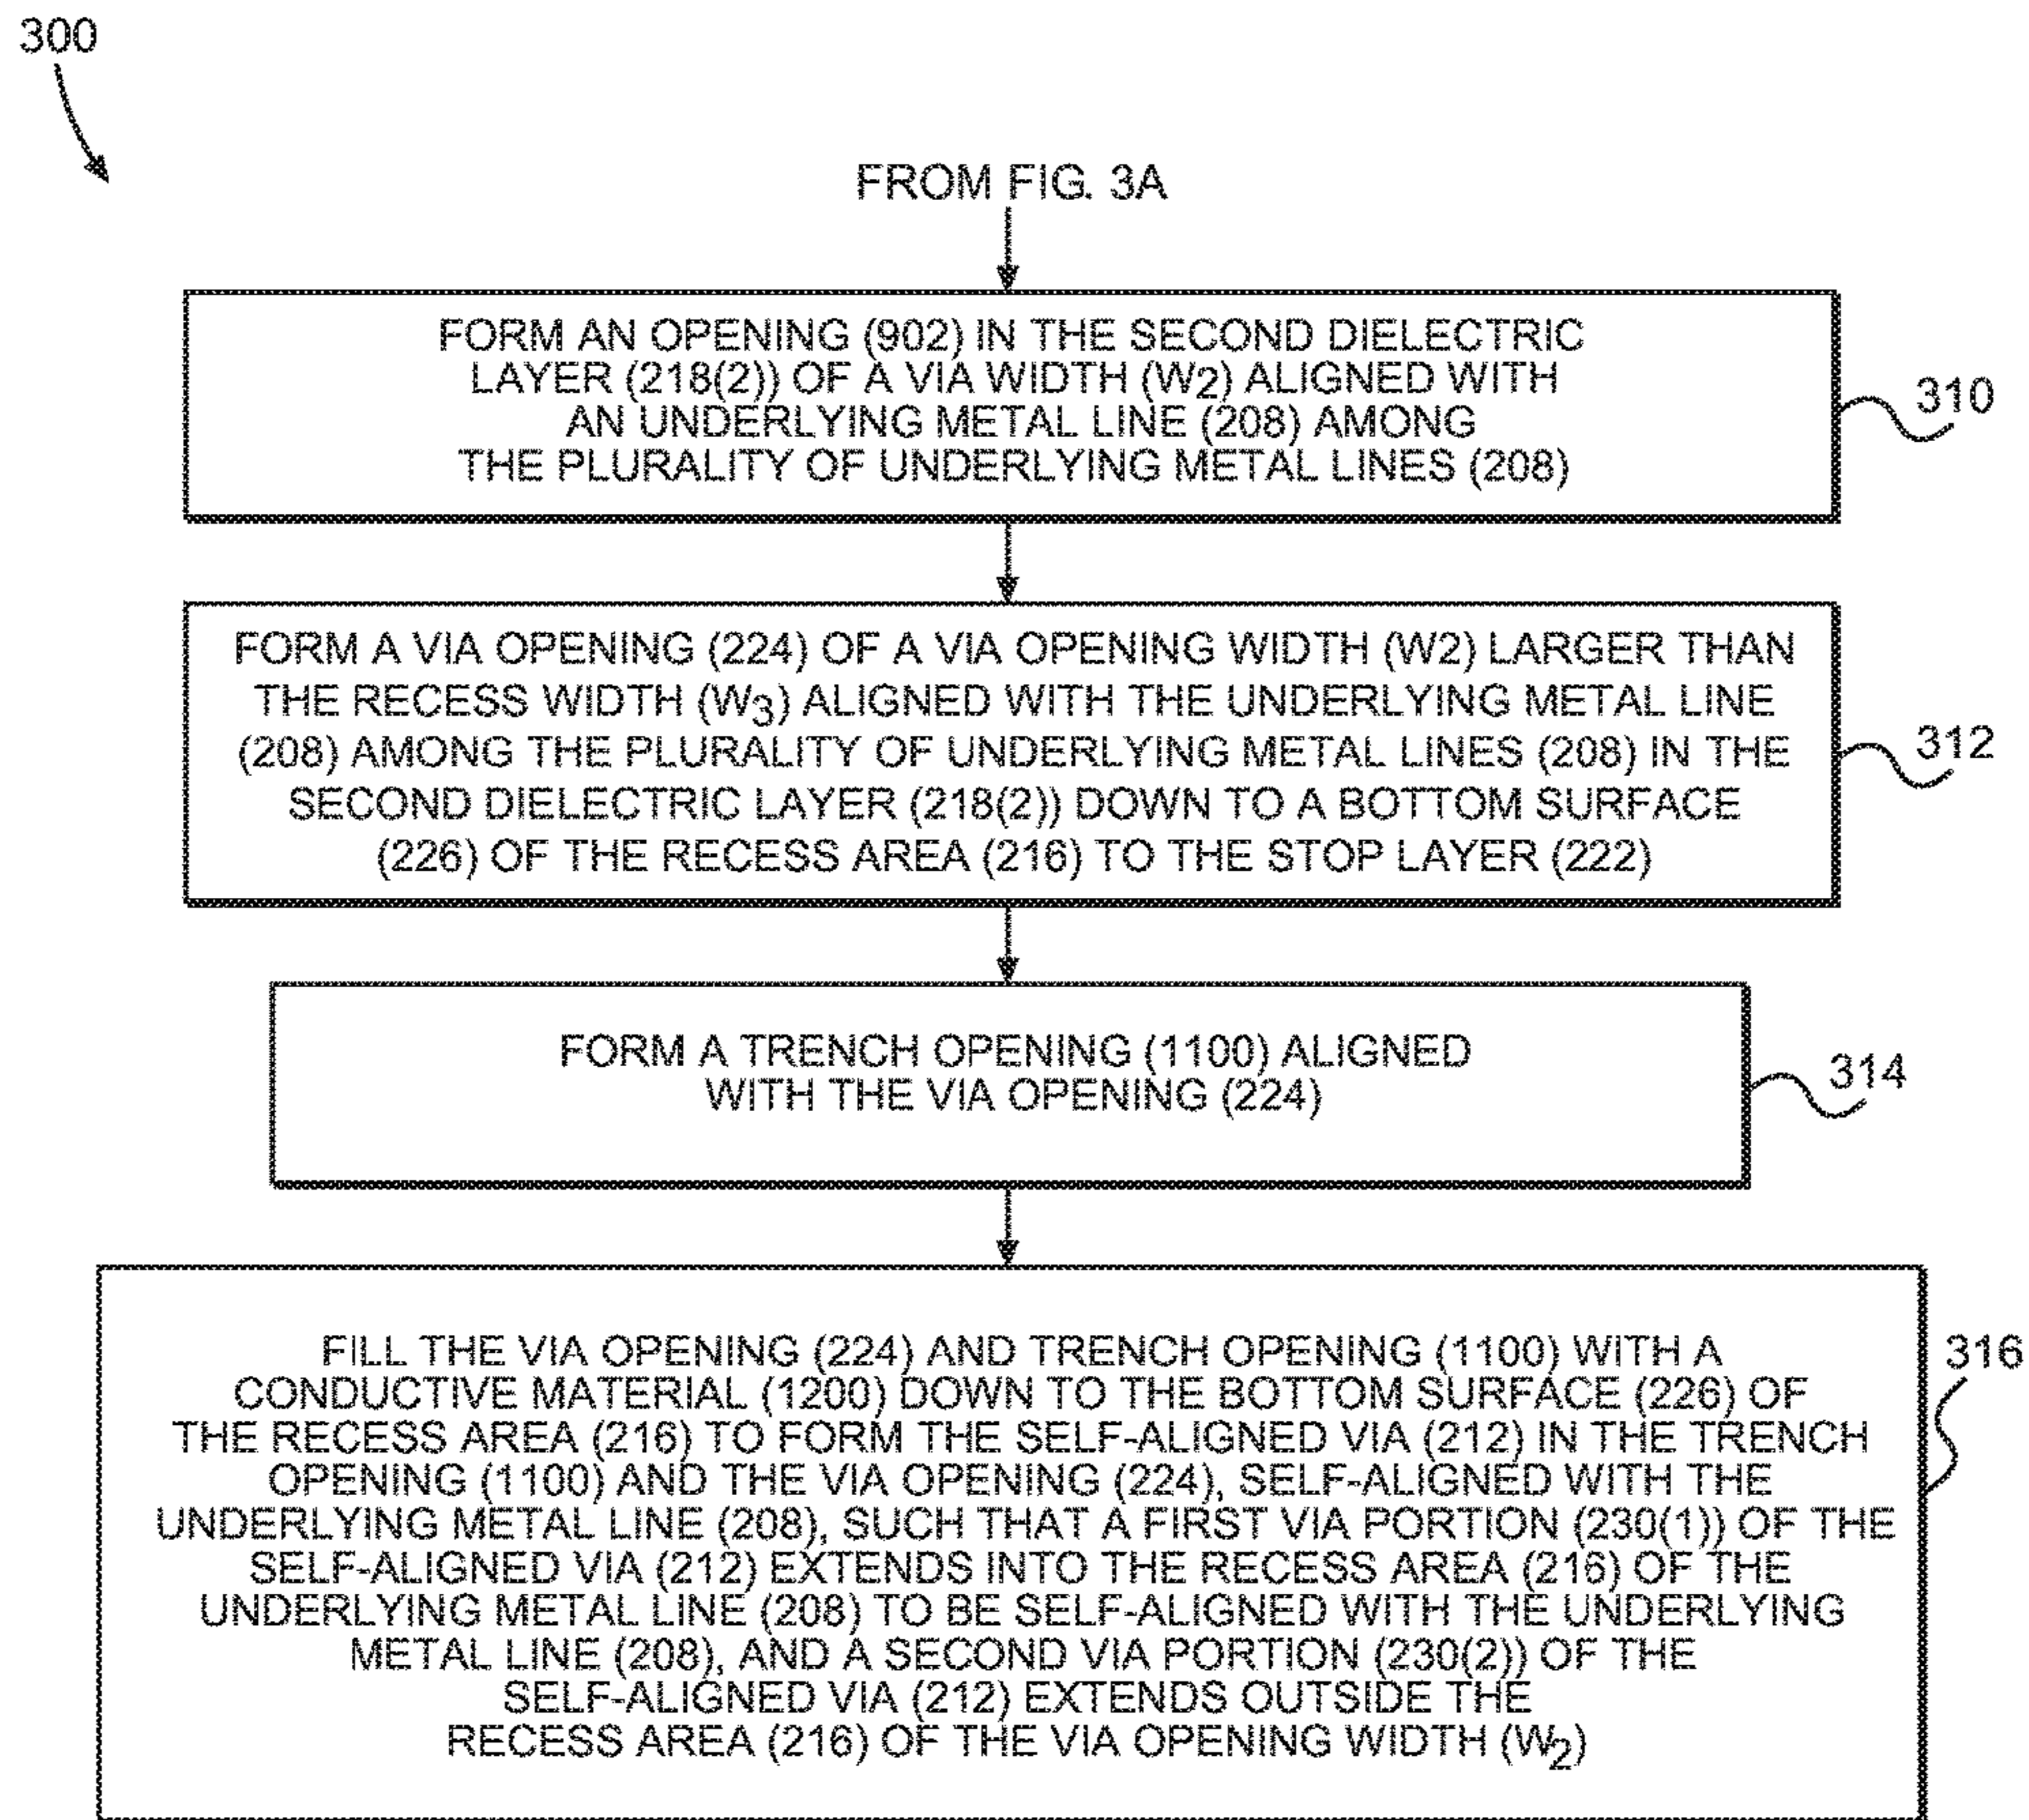 300
FROM FIG. 3A
FORM AN OPENING (902) IN THE SECOND DIELECTRIC
LAYER (218(2)) OF A VIA WIDTH (W2) ALIGNED WITH
AN UNDERLYING METAL LINE (208) AMONG
THE PLURALITY OF UNDERLYING METAL LINES (208)
310
FORM A VIA OPENING (224) OF A VIA OPENING WIDTH (W2) LARGER THAN
THE RECESS WIDTH (W3) ALIGNED WITH THE UNDERLYING METAL LINE
(208) AMONG THE PLURALITY OF UNDERLYING METAL LINES (208) IN THE
SECOND DIELECTRIC LAYER (218(2)) DOWN TO A BOTTOM SURFACE
(226) OF THE RECESS AREA (216) TO THE STOP LAYER (222)
312
FORM A TRENCH OPENING (1100) ALIGNED
WITH THE VIA OPENING (224)
314
FILL THE VIA OPENING (224) AND TRENCH OPENING (1100) WITH A
CONDUCTIVE MATERIAL (1200) DOWN TO THE BOTTOM SURFACE (226) OF
THE RECESS AREA (216) TO FORM THE SELF-ALIGNED VIA (212) IN THE TRENCH
OPENING (1100) AND THE VIA OPENING (224), SELF-ALIGNED WITH THE
UNDERLYING METAL LINE (208), SUCH THAT A FIRST VIA PORTION (230(1)) OF THE
SELF-ALIGNED VIA (212) EXTENDS INTO THE RECESS AREA (216) OF THE
UNDERLYING METAL LINE (208) TO BE SELF-ALIGNED WITH THE UNDERLYING
METAL LINE (208), AND A SECOND VIA PORTION (230(2)) OF THE
SELF-ALIGNED VIA (212) EXTENDS OUTSIDE THE
RECESS AREA (216) OF THE VIA OPENING WIDTH (W2)
316